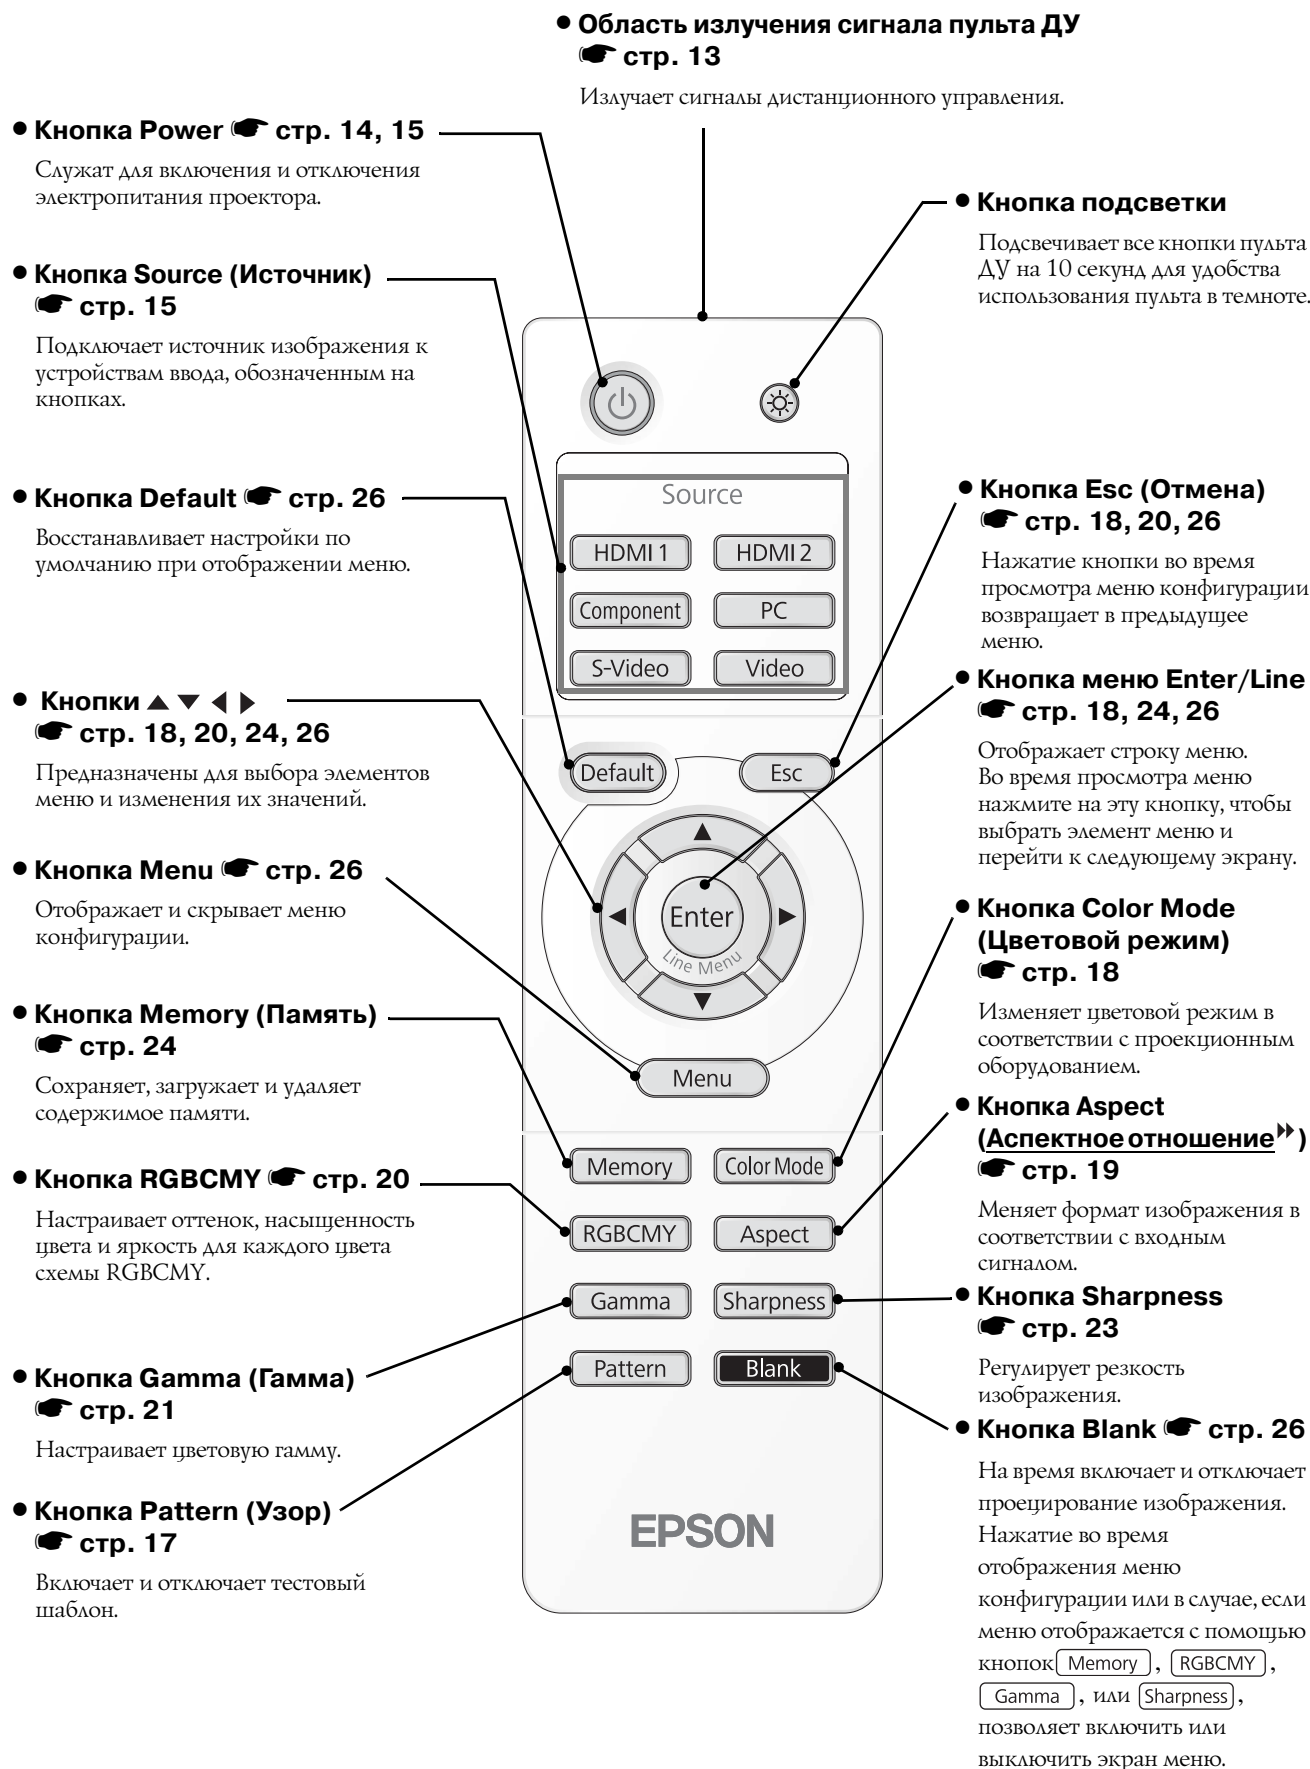 ● Область излучения сигнала пульта ДУ
☛ стр. 13
Излучает сигналы дистанционного управления.
● Кнопка Power ☛ стр. 14, 15
Служат для включения и отключения
электропитания проектора.
● Кнопка Source (Источник)
☛ стр. 15
Подключает источник изображения к
устройствам ввода, обозначенным на
кнопках.
● Кнопка Default ☛ стр. 26
Восстанавливает настройки по
умолчанию при отображении меню.
● Кнопки ▲ ▼ ◀ ▶
☛ стр. 18, 20, 24, 26
Предназначены для выбора элементов
меню и изменения их значений.
● Кнопка Menu ☛ стр. 26
Отображает и скрывает меню
конфигурации.
● Кнопка Memory (Память)
☛ стр. 24
Сохраняет, загружает и удаляет
содержимое памяти.
● Кнопка RGBCMY ☛ стр. 20
Настраивает оттенок, насыщенность
цвета и яркость для каждого цвета
схемы RGBCMY.
● Кнопка Gamma (Гамма)
☛ стр. 21
Настраивает цветовую гамму.
● Кнопка Pattern (Узор)
☛ стр. 17
Включает и отключает тестовый
шаблон.
Source
HDMI 1 HDMI 2
Component PC
S-Video Video
Default Esc
▲
◀ Enter ▶
Line Menu
▼
Menu
Memory Color Mode
RGBCMY Aspect
Gamma Sharpness
Pattern Blank
EPSON
● Кнопка подсветки
Подсвечивает все кнопки пульта
ДУ на 10 секунд для удобства
использования пульта в темноте.
● Кнопка Esc (Отмена)
☛ стр. 18, 20, 26
Нажатие кнопки во время
просмотра меню конфигурации
возвращает в предыдущее
меню.
● Кнопка меню Enter/Line
☛ стр. 18, 24, 26
Отображает строку меню.
Во время просмотра меню
нажмите на эту кнопку, чтобы
выбрать элемент меню и
перейти к следующему экрану.
● Кнопка Color Mode
(Цветовой режим)
☛ стр. 18
Изменяет цветовой режим в
соответствии с проекционным
оборудованием.
● Кнопка Aspect
(Аспектное отношение▶▶)
☛ стр. 19
Меняет формат изображения в
соответствии с входным
сигналом.
● Кнопка Sharpness
☛ стр. 23
Регулирует резкость
изображения.
● Кнопка Blank ☛ стр. 26
На время включает и отключает
проецирование изображения.
Нажатие во время
отображения меню
конфигурации или в случае, если
меню отображается с помощью
кнопок Memory, RGBCMY,
Gamma, или Sharpness,
позволяет включить или
выключить экран меню.